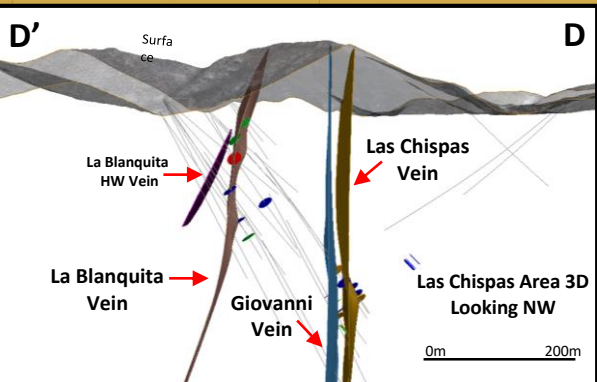 D'
D
Surfa
ce
La Blanquita
HW Vein
Las Chispas
Vein
La Blanquita
Vein
Giovanni
Vein
Las Chispas Area 3D
Looking NW
0m
200m